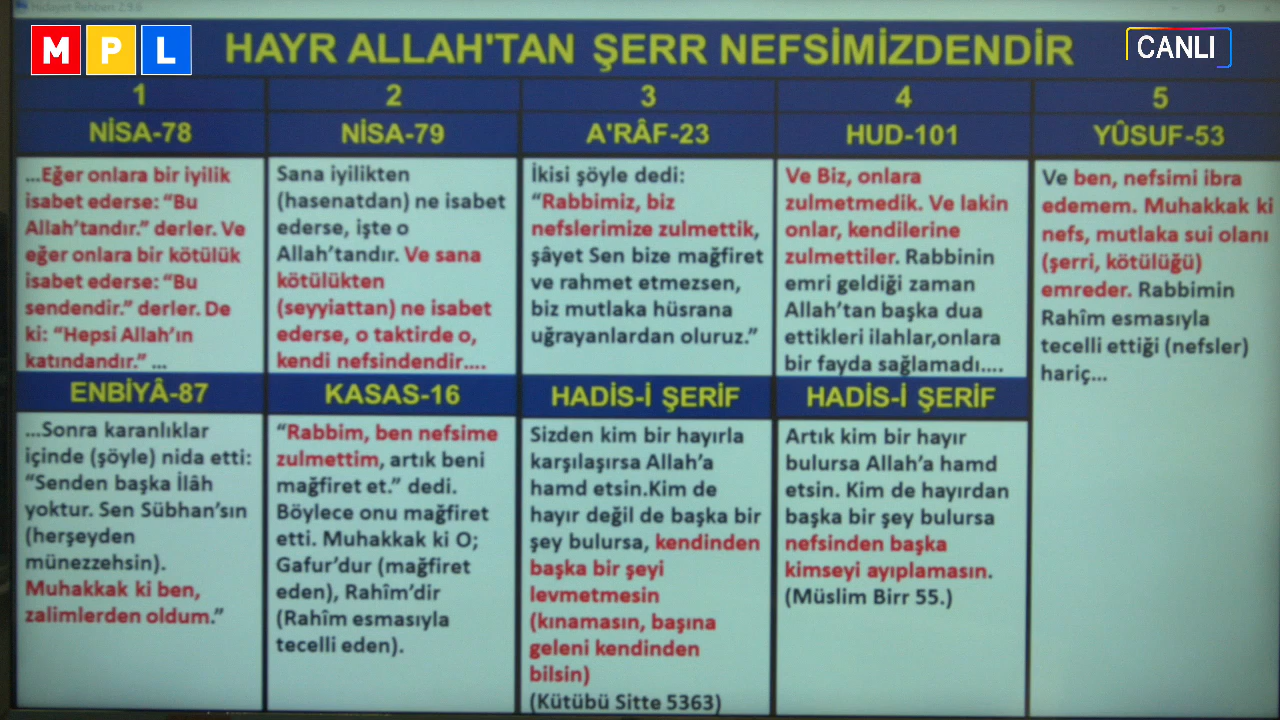 Hidayet Rehberi 2.9.6
MPL
HAYR ALLAH'TAN ŞERR NEFSİMİZDENDİR
CANLI
1
NİSA-78
...Eğer onlara bir iyilik
isabet ederse: “Bu
Allah’tandır.” derler. Ve
eğer onlara bir kötülük
isabet ederse: “Bu
sendendir.” derler. De
ki: “Hepsi Allah’ın
katındandır.” ...
2
NİSA-79
Sana iyilikten
(hasenatdan) ne isabet
ederse, işte o
Allah’tandır. Ve sana
kötülükten
(seyyiattan) ne isabet
ederse, o taktirde o,
kendi nefsindendir....
3
A'RÂF-23
İkisi şöyle dedi:
“Rabbimiz, biz
nefslerimize zulmettik,
şâyet Sen bize mağfiret
ve rahmet etmezsen,
biz mutlaka hüsrana
uğrayanlardan oluruz.”
4
HUD-101
Ve Biz, onlara
zulmetmedik. Ve lakin
onlar, kendilerine
zulmettiler. Rabbinin
emri geldiği zaman
Allah’tan başka dua
ettikleri ilahlar,onlara
bir fayda sağlamadı....
5
YÛSUF-53
Ve ben, nefsimi ibra
edemem. Muhakkak ki
nefs, mutlaka sui olanı
(şerri, kötülüğü)
emreder. Rabbimin
Rahîm esmasıyla
tecelli ettiği (nefsler)
hariç...
ENBİYÂ-87
...Sonra karanlıklar
içinde (şöyle) nida etti:
“Senden başka İlâh
yoktur. Sen Sübhan’sın
(herşeyden
münezzehsin).
Muhakkak ki ben,
zalimlerden oldum.”
KASAS-16
“Rabbim, ben nefsime
zulmettim, artık beni
mağfiret et.” dedi.
Böylece onu mağfiret
etti. Muhakkak ki O;
Gafur’dur (mağfiret
eden), Rahîm’dir
(Rahîm esmasıyla
tecelli eden).
HADİS-İ ŞERİF
Sizden kim bir hayırla
karşılaşırsa Allah’a
hamd etsin.Kim de
hayır değil de başka bir
şey bulursa, kendinden
başka bir şeyi
levmetmesin
(kınamasın, başına
geleni kendinden
bilsin)
(Kütübü Sitte 5363)
HADİS-İ ŞERİF
Artık kim bir hayır
bulursa Allah’a hamd
etsin. Kim de hayırdan
başka bir şey bulursa
nefsinden başka
kimseyi ayıplamasın.
(Müslim Birr 55.)